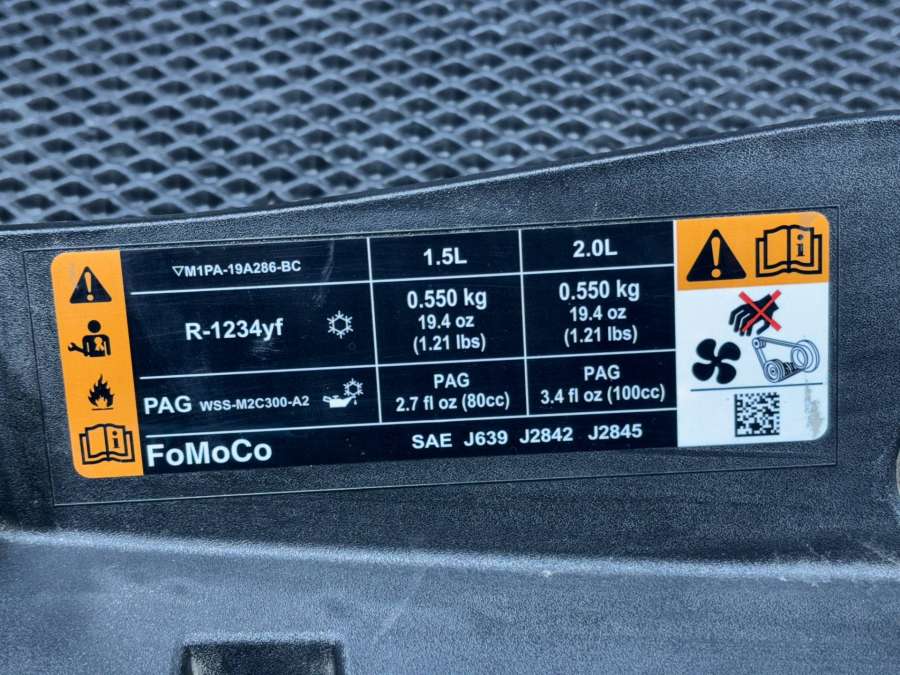 ▽M1PA-19A286-BC
1.5L
2.0L
R-1234yf
0.550 kg
19.4 oz
(1.21 lbs)
0.550 kg
19.4 oz
(1.21 lbs)
PAG WSS-M2C300-A2
PAG
2.7 fl oz (80cc)
PAG
3.4 fl oz (100cc)
FoMoCo
SAE J639 J2842 J2845